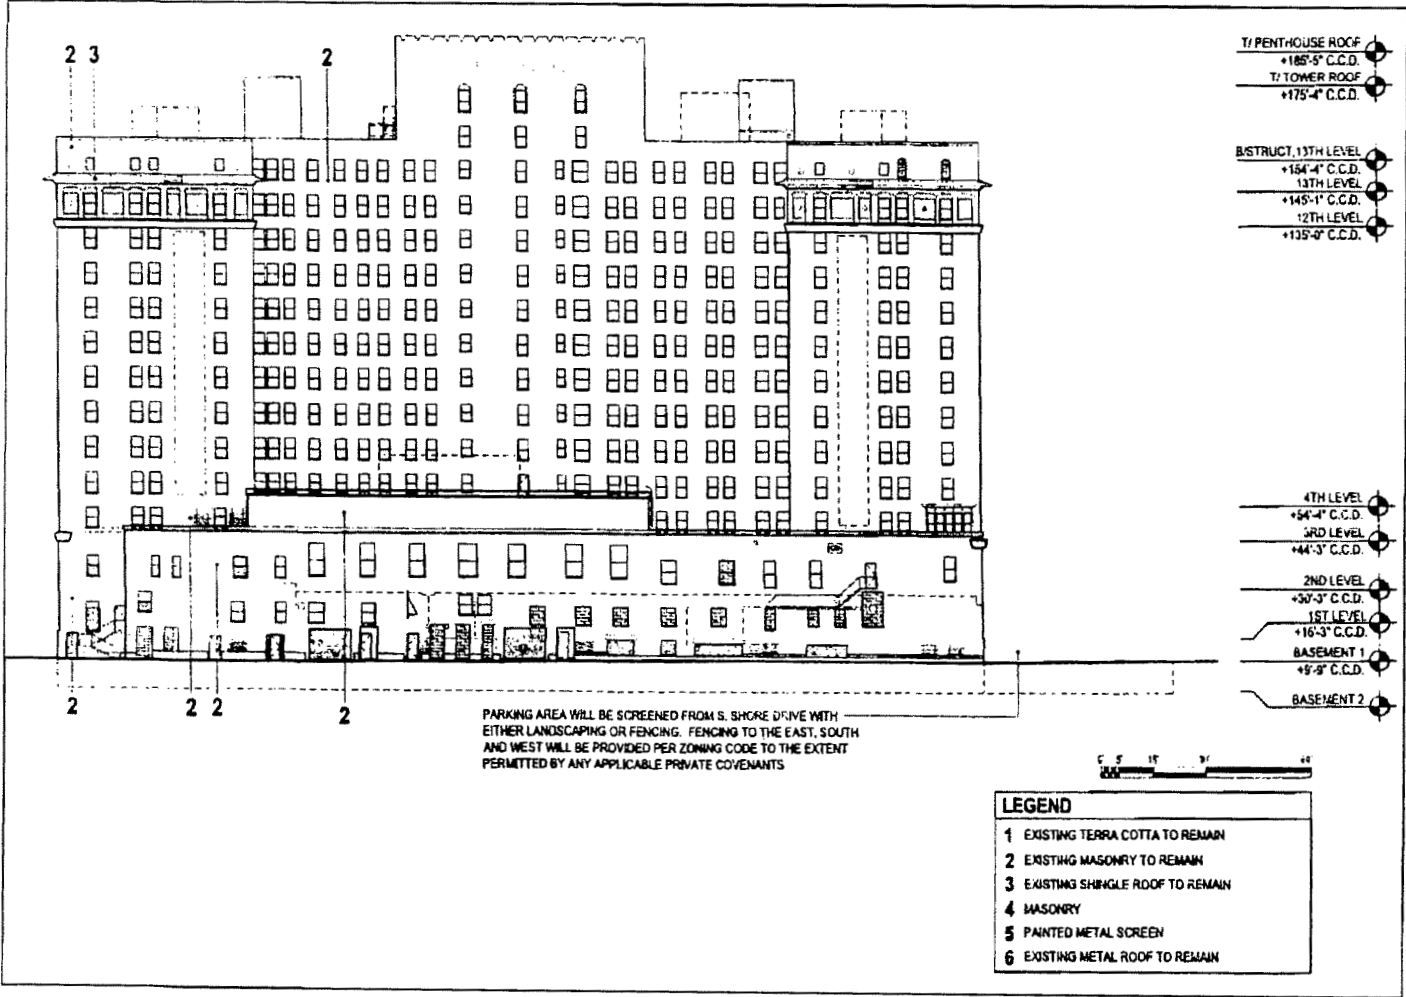 2 3 2
T/ PENTHOUSE ROOF
+185'-5" C.C.D.
T/ TOWER ROOF
+175'-4" C.C.D.
B/STRUCT, 13TH LEVEL
+154'-4" C.C.D.
13TH LEVEL
+145'-1" C.C.D.
12TH LEVEL
+135'-0" C.C.D.
4TH LEVEL
+54'-4" C.C.D.
3RD LEVEL
+44'-3" C.C.D.
2ND LEVEL
+30'-3" C.C.D.
1ST LEVEL
+16'-3" C.C.D.
BASEMENT 1
+9'-9" C.C.D.
BASEMENT 2
2 2 2 2
PARKING AREA WILL BE SCREENED FROM S. SHORE DRIVE WITH
EITHER LANDSCAPING OR FENCING. FENCING TO THE EAST, SOUTH
AND WEST WILL BE PROVIDED PER ZONING CODE TO THE EXTENT
PERMITTED BY ANY APPLICABLE PRIVATE COVENANTS
5' 15'
LEGEND
1 EXISTING TERRA COTTA TO REMAIN
2 EXISTING MASONRY TO REMAIN
3 EXISTING SHINGLE ROOF TO REMAIN
4 MASONRY
5 PAINTED METAL SCREEN
6 EXISTING METAL ROOF TO REMAIN